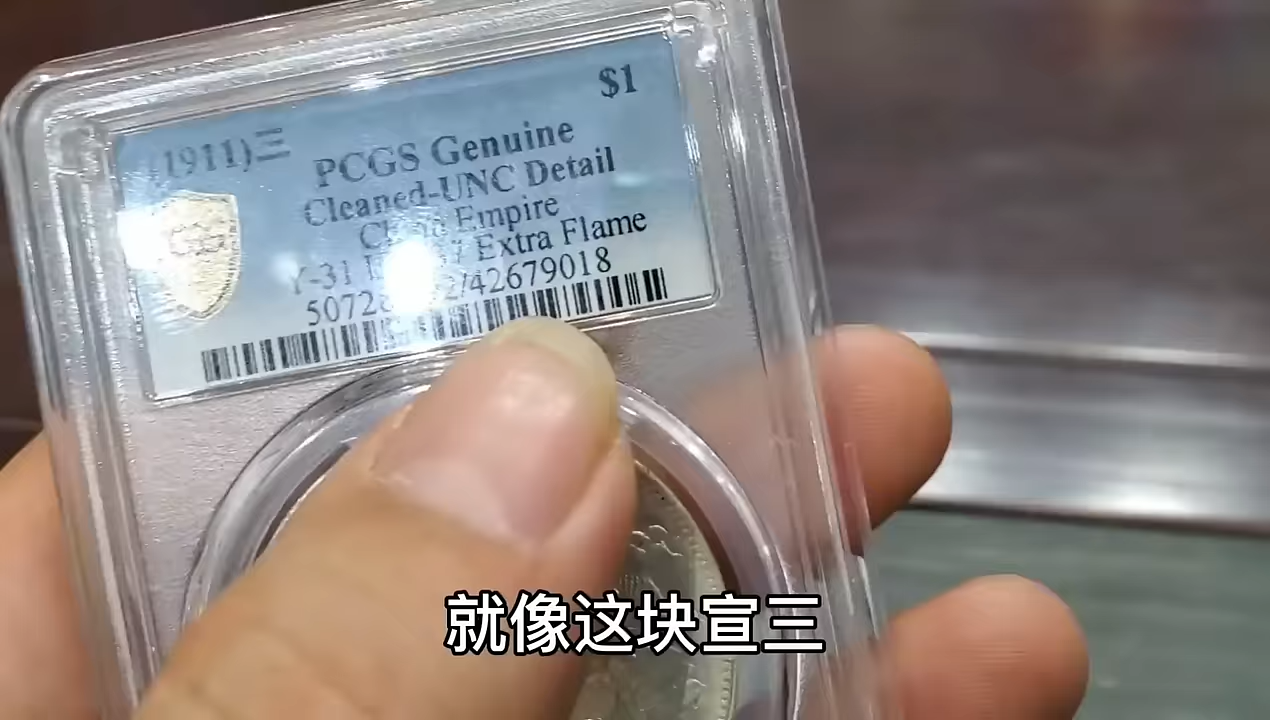 $1
(1911)三
PCGS Genuine
Cleaned-UNC Detail
Empire
Y-31 Extra Flame
/42679018
就像这块宣三